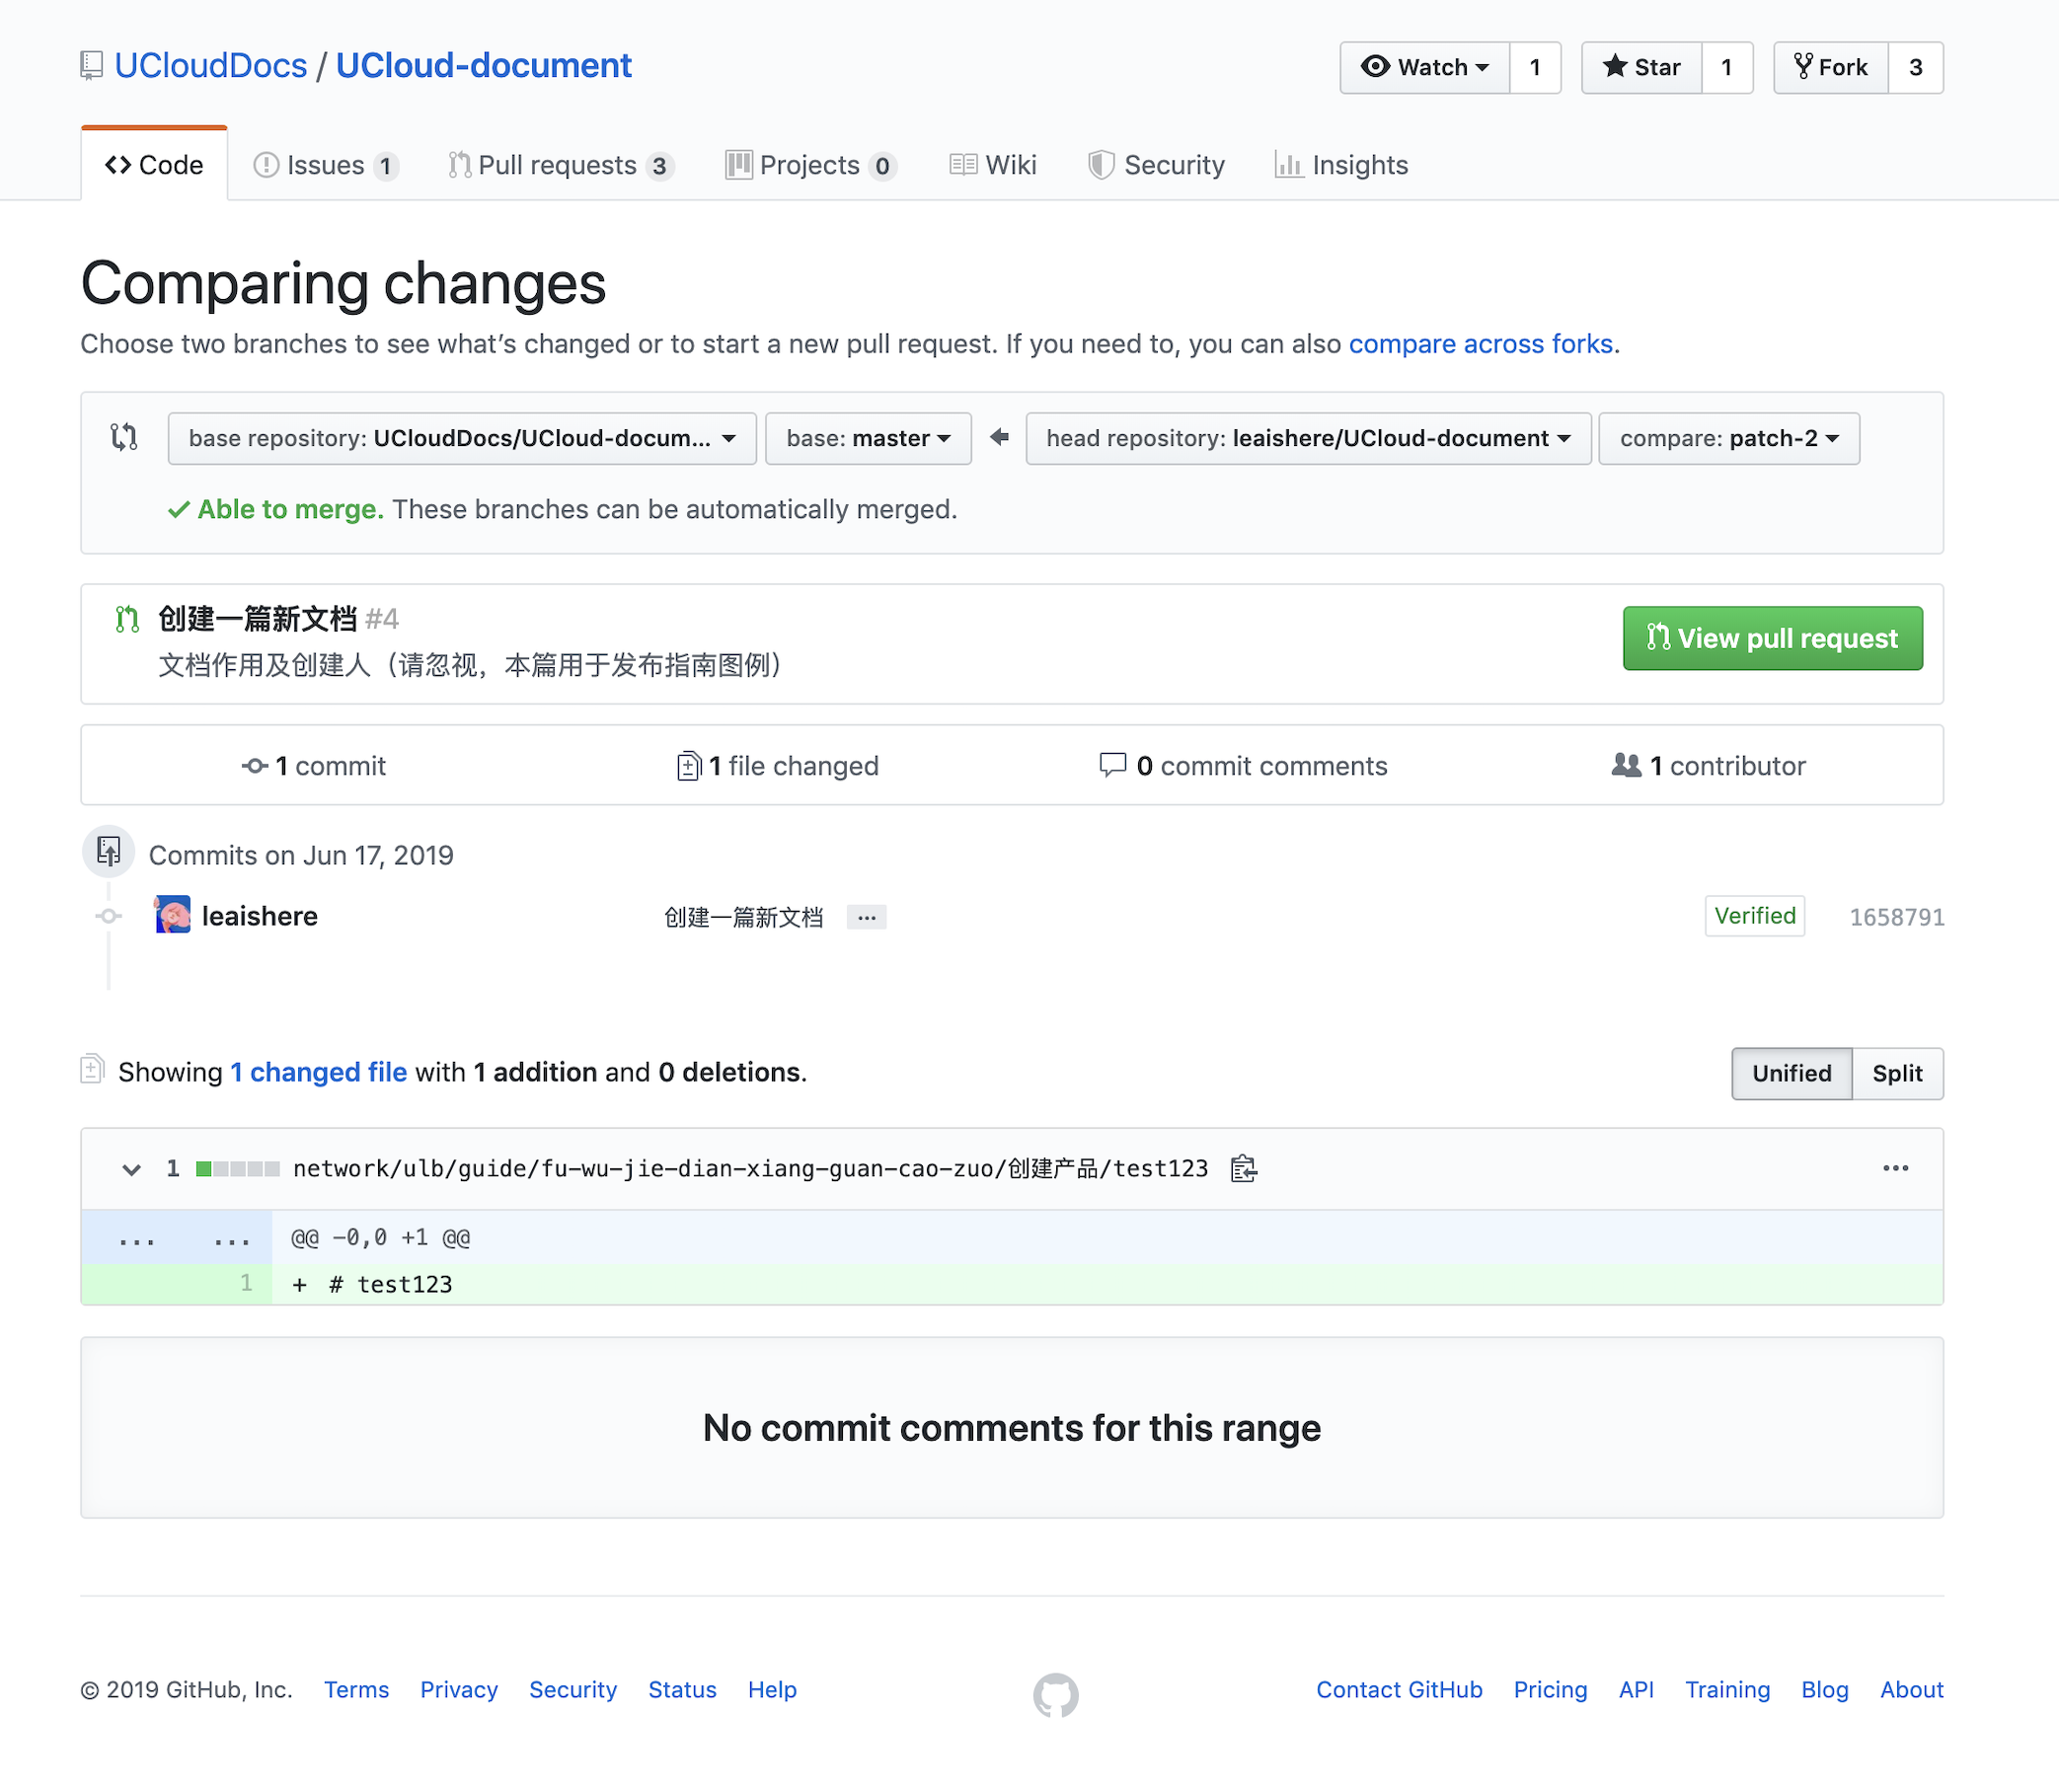 UCloudDocs / UCloud-document
Watch 1 Star 1 Fork 3
Code Issues 1 Pull requests 3 Projects 0 Wiki Security Insights
Comparing changes
Choose two branches to see what’s changed or to start a new pull request. If you need to, you can also compare across forks.
base repository: UCloudDocs/UCloud-docum... base: master head repository: leaishere/UCloud-document compare: patch-2
Able to merge. These branches can be automatically merged.
创建一篇新文档 #4
View pull request
文档作用及创建人（请忽视，本篇用于发布指南图例）
1 commit 1 file changed 0 commit comments 1 contributor
Commits on Jun 17, 2019
leaishere 创建一篇新文档 ... Verified 1658791
Showing 1 changed file with 1 addition and 0 deletions.
Unified Split
1 network/ulb/guide/fu-wu-jie-dian-xiang-guan-cao-zuo/创建产品/test123 ...
... ... @@ -0,0 +1 @@
1 + # test123
No commit comments for this range
© 2019 GitHub, Inc. Terms Privacy Security Status Help Contact GitHub Pricing API Training Blog About